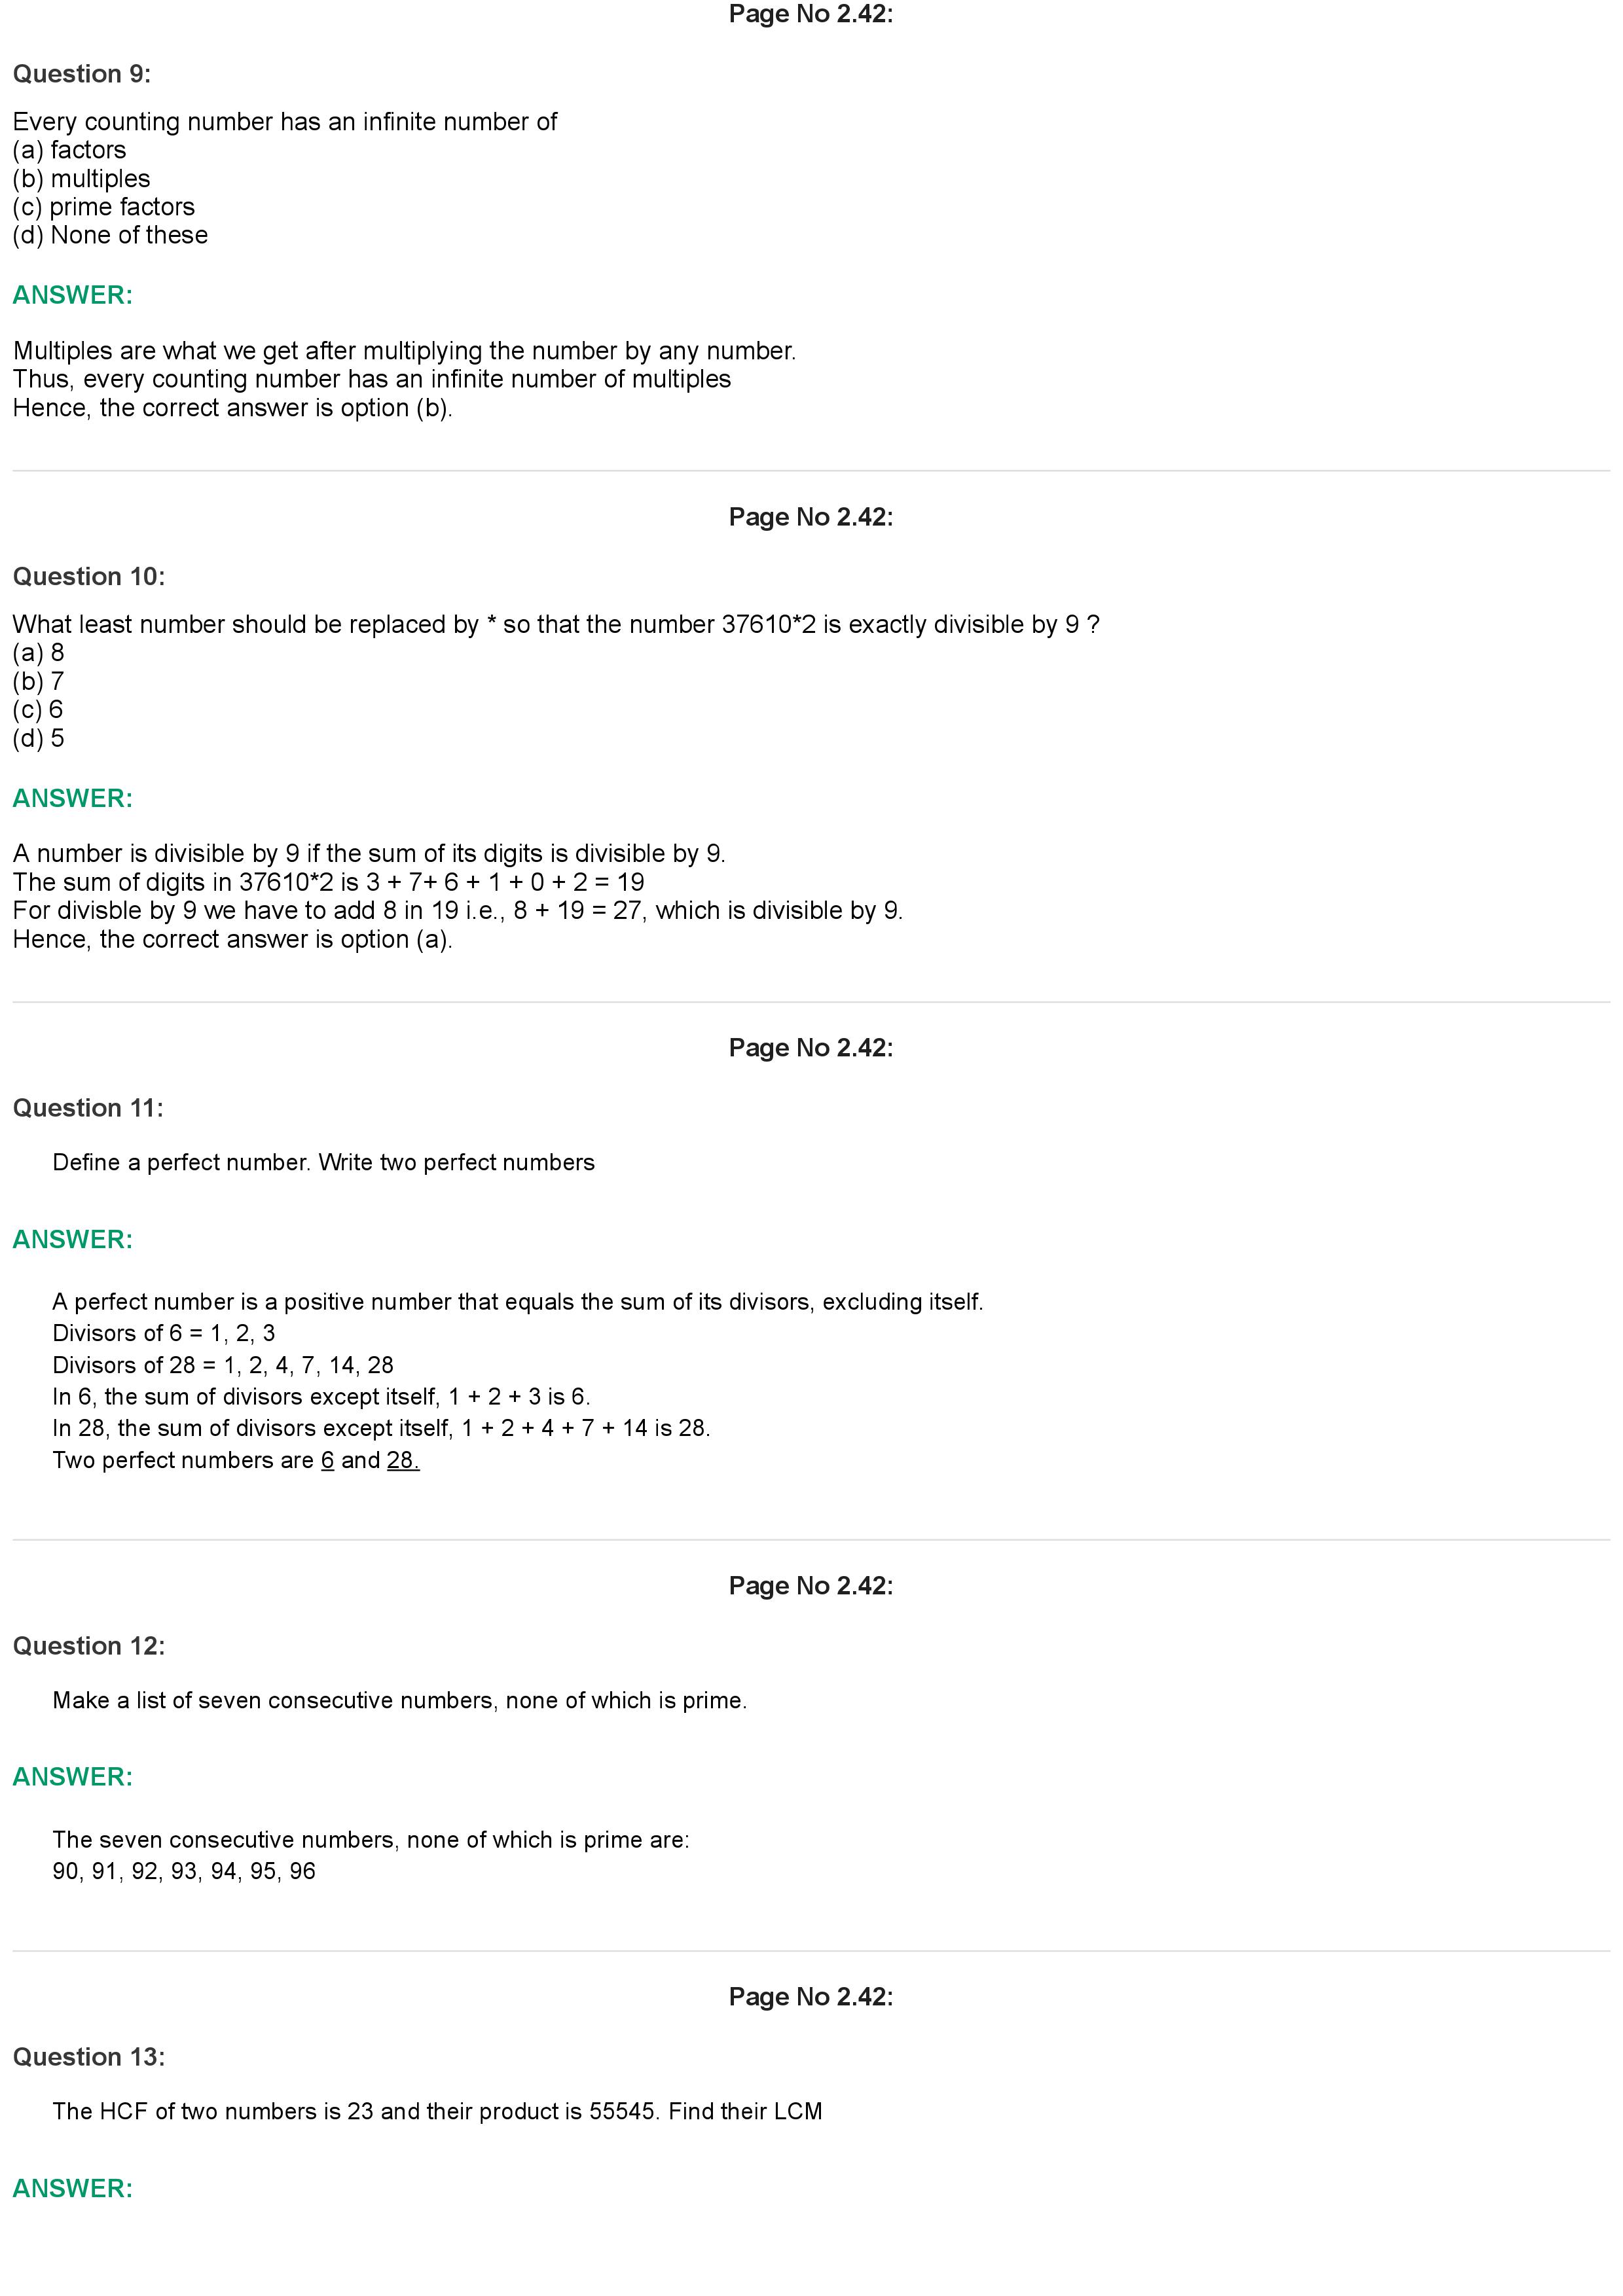 Page No 2.42:
Question 9:
Every counting number has an infinite number of
(a) factors
(b) multiples
(c) prime factors
(d) None of these
ANSWER:
Multiples are what we get after multiplying the number by any number.
Thus, every counting number has an infinite number of multiples
Hence, the correct answer is option (b).
Page No 2.42:
Question 10:
What least number should be replaced by * so that the number 37610*2 is exactly divisible by 9 ?
(a) 8
(b) 7
(c) 6
(d) 5
ANSWER:
A number is divisible by 9 if the sum of its digits is divisible by 9.
The sum of digits in 37610*2 is 3 + 7+ 6 + 1 + 0 + 2 = 19
For divisble by 9 we have to add 8 in 19 i.e., 8 + 19 = 27, which is divisible by 9.
Hence, the correct answer is option (a).
Page No 2.42:
Question 11:
Define a perfect number. Write two perfect numbers
ANSWER:
A perfect number is a positive number that equals the sum of its divisors, excluding itself.
Divisors of 6 = 1, 2, 3
Divisors of 28 = 1, 2, 4, 7, 14, 28
In 6, the sum of divisors except itself, 1 + 2 + 3 is 6.
In 28, the sum of divisors except itself, 1 + 2 + 4 + 7 + 14 is 28.
Two perfect numbers are 6 and 28.
Page No 2.42:
Question 12:
Make a list of seven consecutive numbers, none of which is prime.
ANSWER:
The seven consecutive numbers, none of which is prime are:
90, 91, 92, 93, 94, 95, 96
Page No 2.42:
Question 13:
The HCF of two numbers is 23 and their product is 55545. Find their LCM
ANSWER: